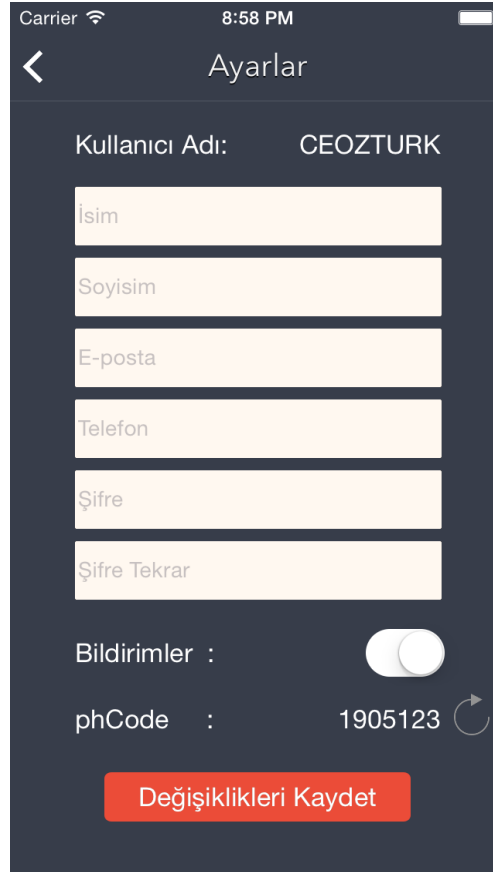 Carrier 8:58 PM
Ayarlar
Kullanıcı Adı: CEOZTURK
İsim
Soyisim
E-posta
Telefon
Şifre
Şifre Tekrar
Bildirimler :
phCode : 1905123
Değişiklikleri Kaydet